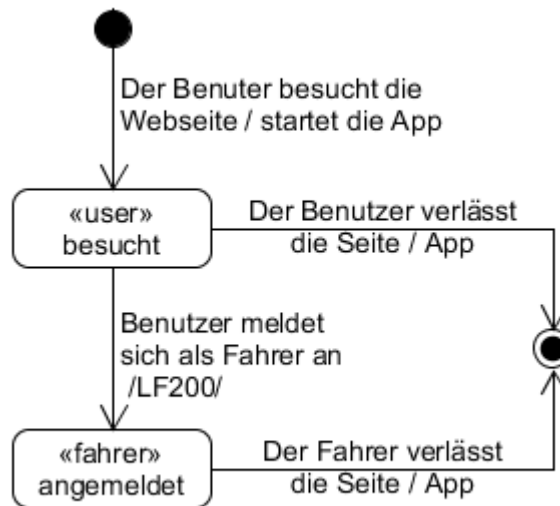 Der Benuter besucht die
Webseite / startet die App
«user»
besucht
Der Benutzer verlässt
die Seite / App
Benutzer meldet
sich als Fahrer an
/LF200/
«fahrer»
angemeldet
Der Fahrer verlässt
die Seite / App